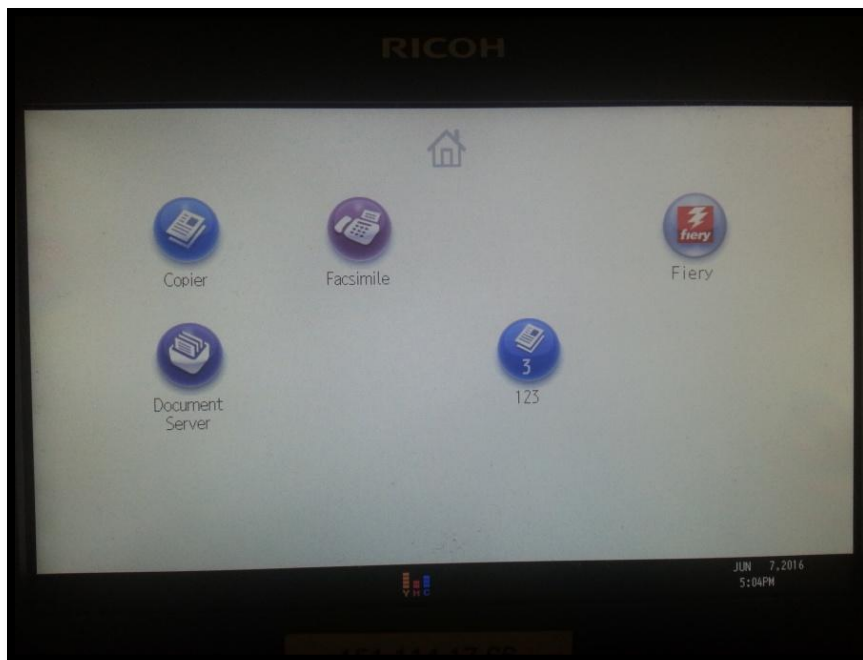 RICOH
Copier
Facsimile
fiery
Fiery
Document
Server
3
123
Y M C
JUN 7,2016
5:04PM